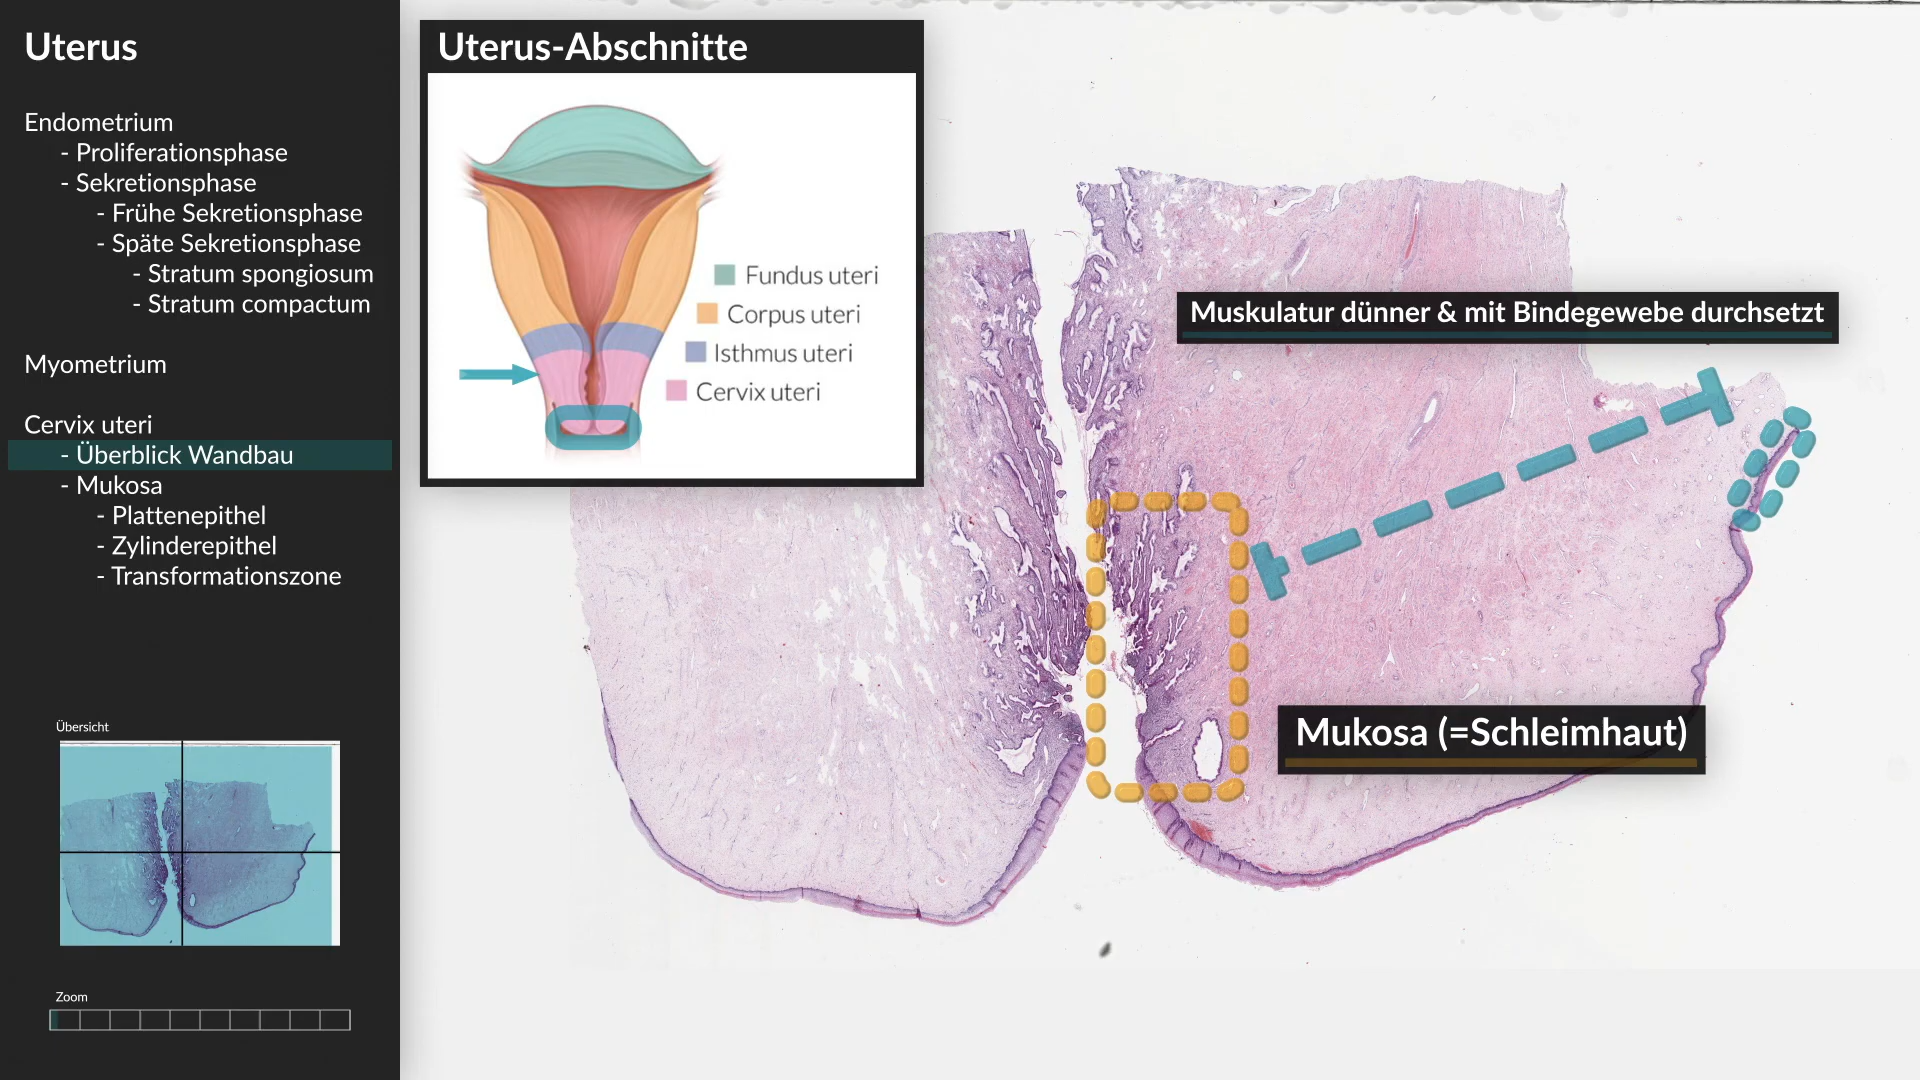 Uterus
Endometrium
- Proliferationsphase
- Sekretionsphase
- Frühe Sekretionsphase
- Späte Sekretionsphase
- Stratum spongiosum
- Stratum compactum
Myometrium
Cervix uteri
- Überblick Wandbau
- Mukosa
- Plattenepithel
- Zylinderepithel
- Transformationszone
Übersicht
Zoom
Uterus-Abschnitte
Fundus uteri
Corpus uteri
Isthmus uteri
Cervix uteri
Muskulatur dünner & mit Bindegewebe durchsetzt
Mukosa (=Schleimhaut)